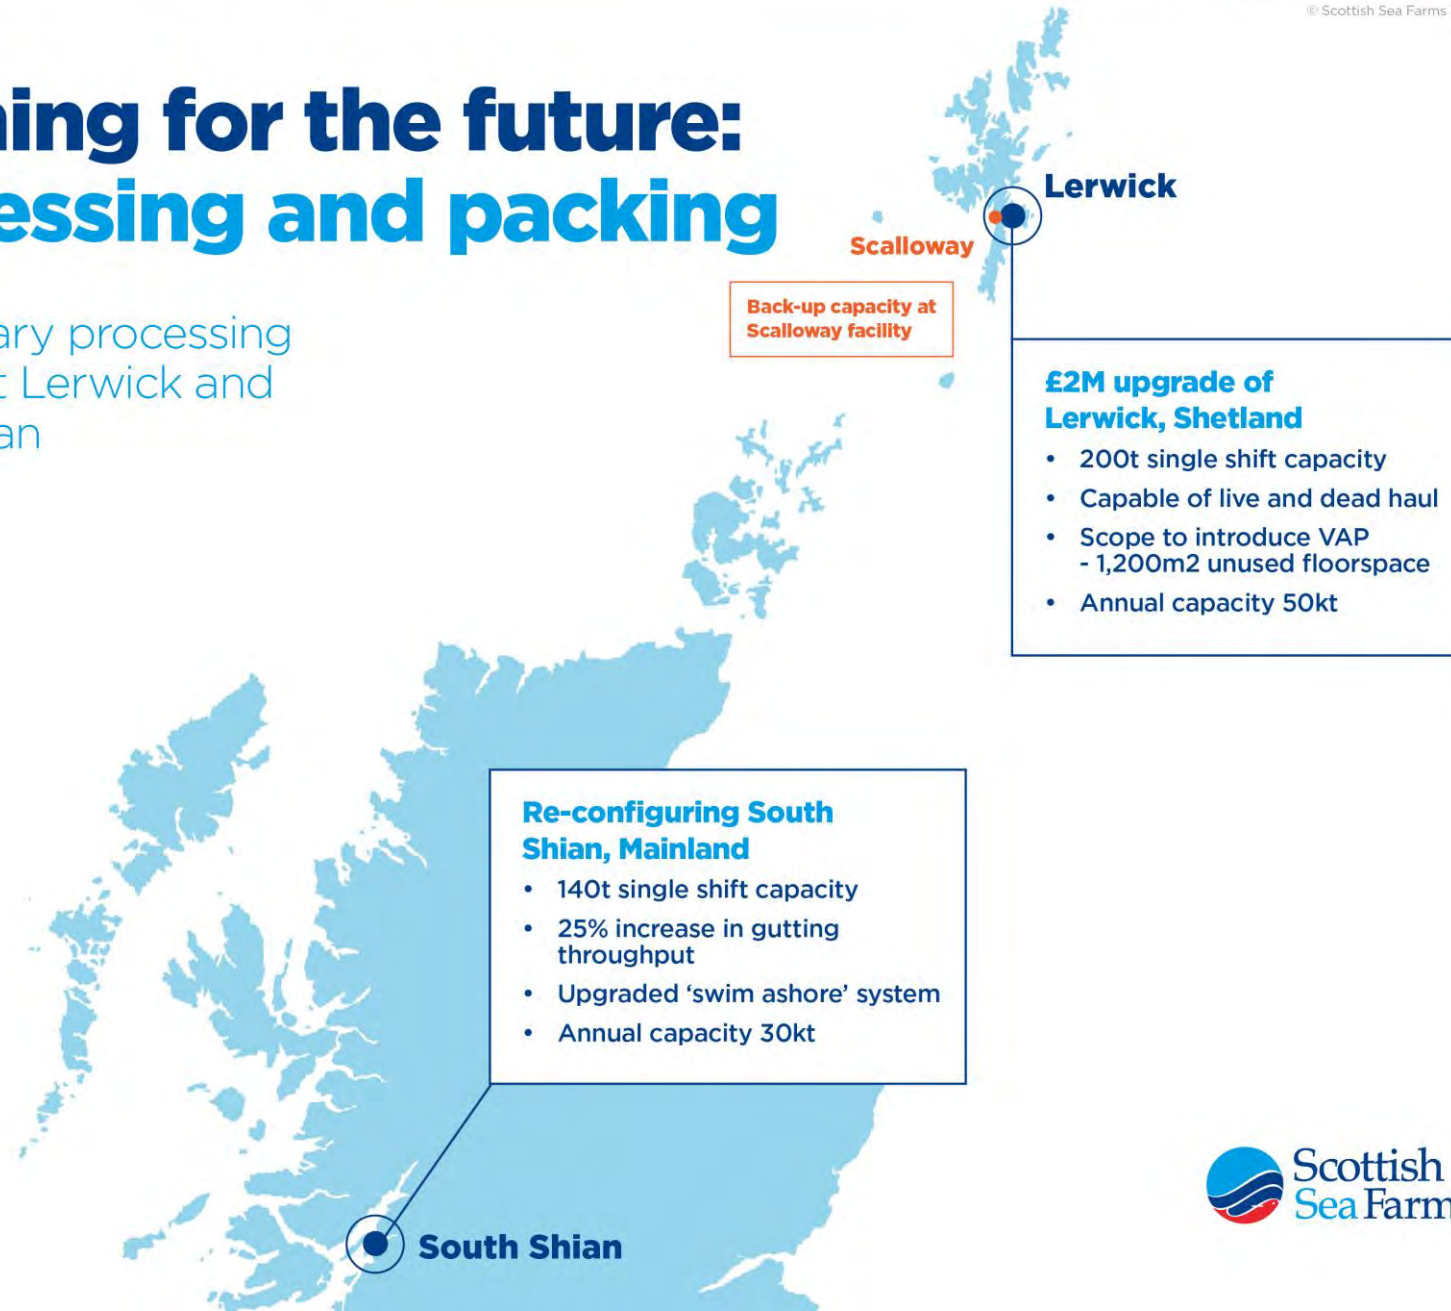 © Scottish Sea Farms
ning for the future:
essing and packing
ary processing
t Lerwick and
an
Lerwick
Scalloway
Back-up capacity at
Scalloway facility
£2M upgrade of
Lerwick, Shetland
• 200t single shift capacity
• Capable of live and dead haul
• Scope to introduce VAP
- 1,200m2 unused floorspace
• Annual capacity 50kt
Re-configuring South
Shian, Mainland
• 140t single shift capacity
• 25% increase in gutting
throughput
• Upgraded ‘swim ashore’ system
• Annual capacity 30kt
South Shian
Scottish
Sea Farm